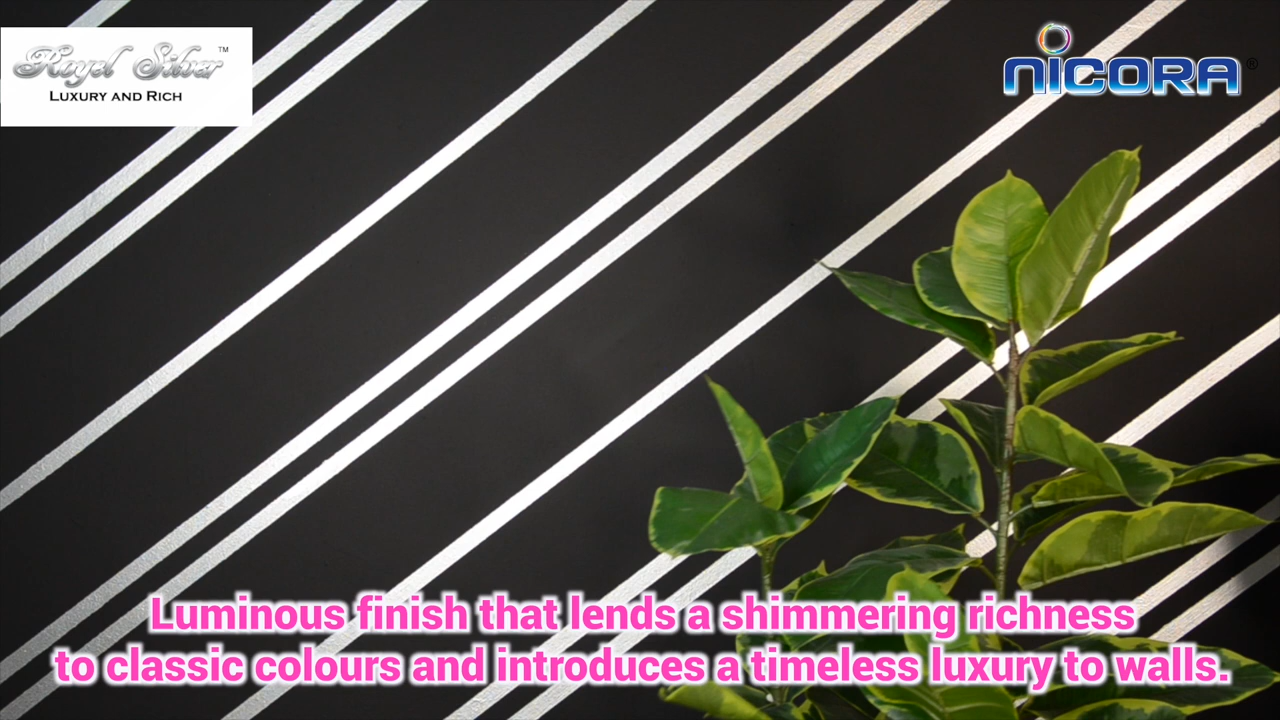 Royel Silver™
LUXURY AND RICH
NICORA®
Luminous finish that lends a shimmering richness
to classic colours and introduces a timeless luxury to walls.